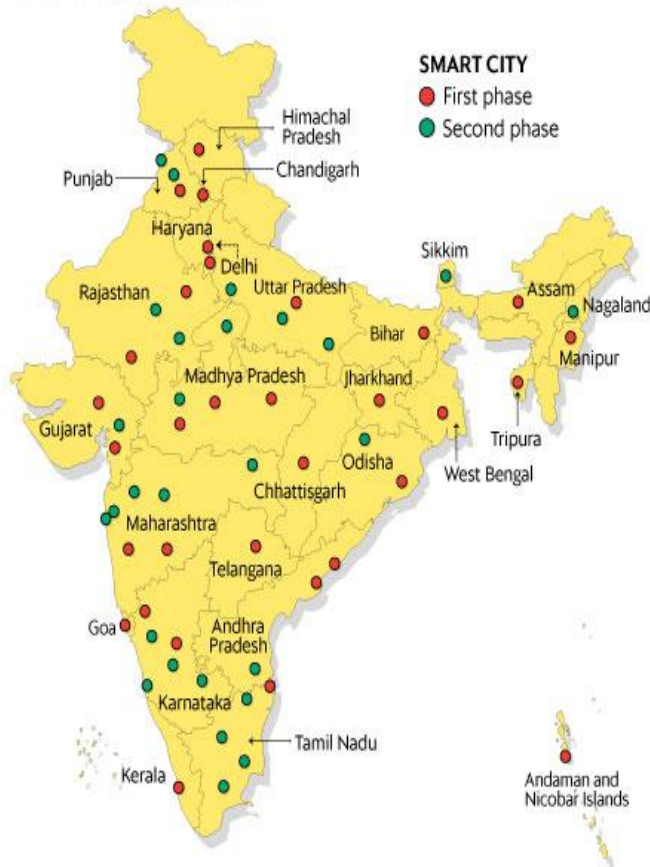 SMART CITY
First phase
Second phase
Himachal
Pradesh
Chandigarh
Punjab
Haryana
Delhi
Sikkim
Rajasthan
Uttar Pradesh
Assam
Nagaland
Bihar
Manipur
Madhya Pradesh
Jharkhand
Gujarat
Tripura
Odisha
West Bengal
Chhattisgarh
Maharashtra
Telangana
Goa
Andhra
Pradesh
Karnataka
Tamil Nadu
Kerala
Andaman and
Nicobar Islands